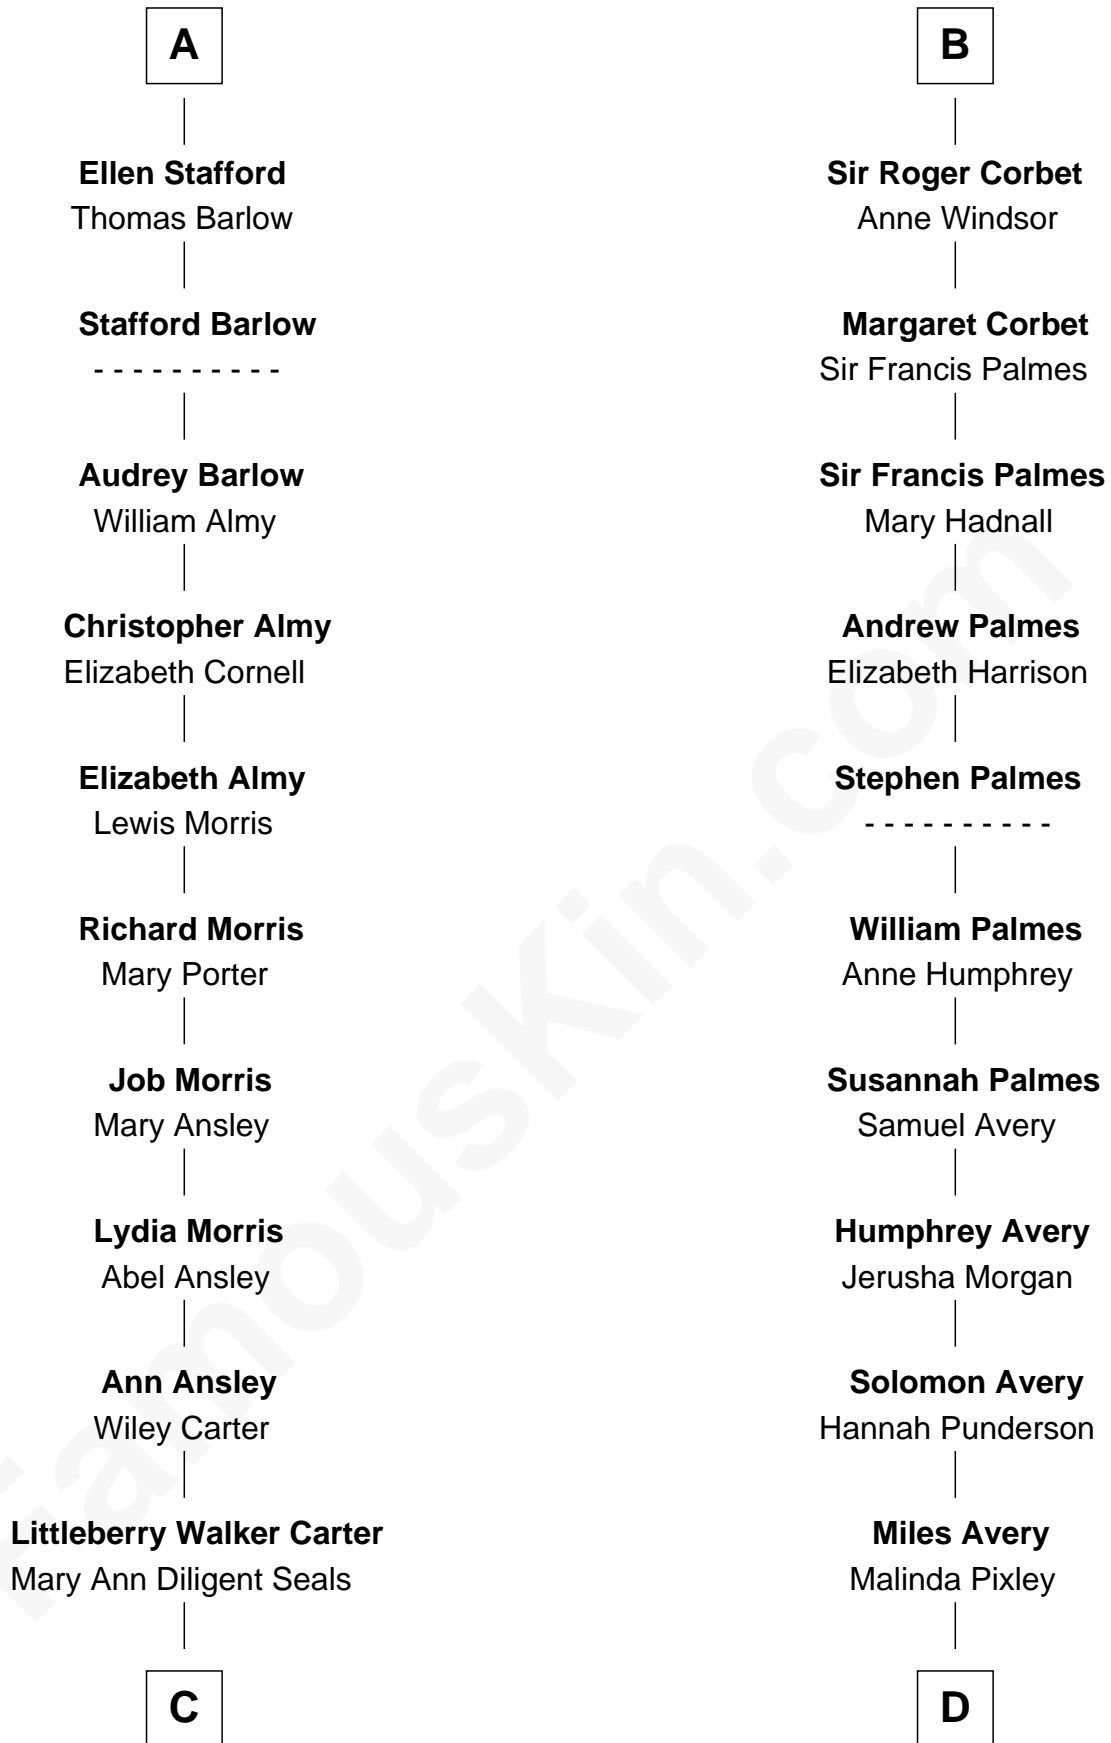 A
Ellen Stafford
Thomas Barlow
Stafford Barlow
- - - - - - - - - -
Audrey Barlow
William Almy
Christopher Almy
Elizabeth Cornell
Elizabeth Almy
Lewis Morris
Richard Morris
Mary Porter
Job Morris
Mary Ansley
Lydia Morris
Abel Ansley
Ann Ansley
Wiley Carter
Littleberry Walker Carter
Mary Ann Diligent Seals
C
B
Sir Roger Corbet
Anne Windsor
Margaret Corbet
Sir Francis Palmes
Sir Francis Palmes
Mary Hadnall
Andrew Palmes
Elizabeth Harrison
Stephen Palmes
- - - - - - - - - -
William Palmes
Anne Humphrey
Susannah Palmes
Samuel Avery
Humphrey Avery
Jerusha Morgan
Solomon Avery
Hannah Punderson
Miles Avery
Malinda Pixley
D
FamousKin.com